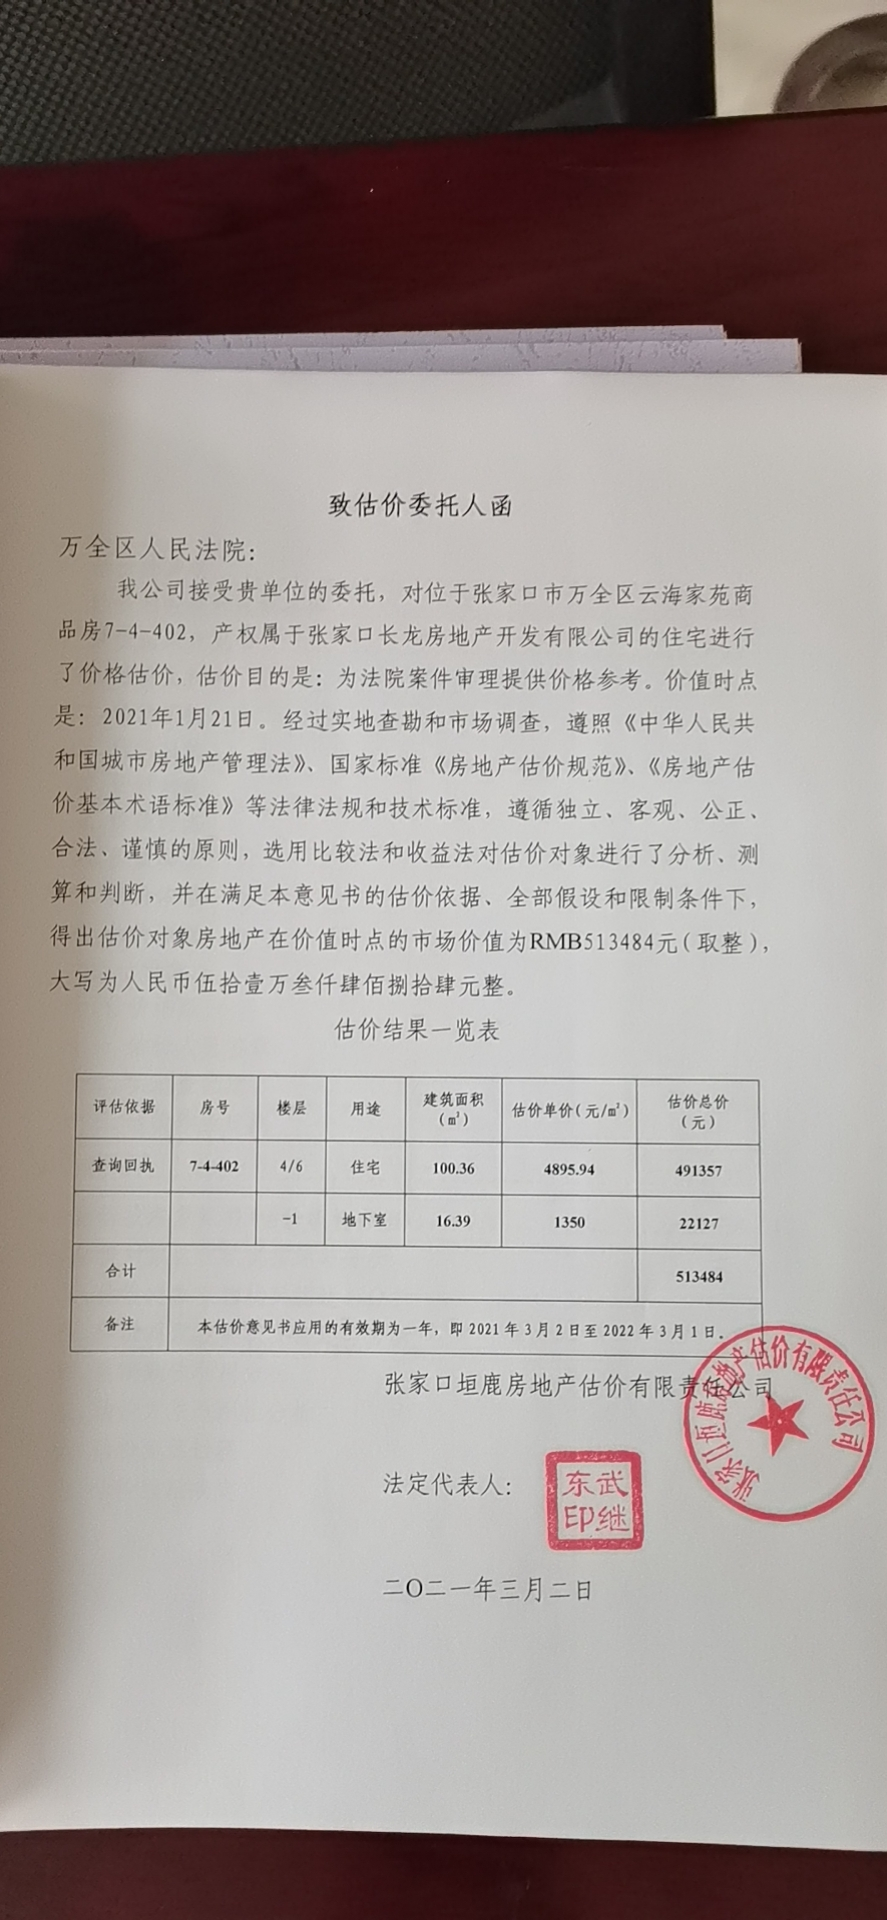 致估价委托人函
万全区人民法院：
我公司接受贵单位的委托，对位于张家口市万全区云海家苑商
品房7-4-402，产权属于张家口长龙房地产开发有限公司的住宅进行
了价格估价，估价目的是：为法院案件审理提供价格参考。价值时点
是：2021年1月21日。经过实地查勘和市场调查，遵照《中华人民共
和国城市房地产管理法》、国家标准《房地产估价规范》、《房地产估
价基本术语标准》等法律法规和技术标准，遵循独立、客观、公正、
合法、谨慎的原则，选用比较法和收益法对估价对象进行了分析、测
算和判断，并在满足本意见书的估价依据、全部假设和限制条件下，
得出估价对象房地产在价值时点的市场价值为RMB513484元（取整），
大写为人民币伍拾壹万叁仟肆佰捌拾肆元整。
估价结果一览表
评估依据 房号 楼层 用途 建筑面积（㎡） 估价单价（元/㎡） 估价总价（元）
查询回执 7-4-402 4/6 住宅 100.36 4895.94 491357
-1 地下室 16.39 1350 22127
合计 513484
备注 本估价意见书应用的有效期为一年，即2021年3月2日至2022年3月1日。
张家口垣鹿房地产估价有限责任公司
张家口垣鹿房地产估价有限责任公司
法定代表人：
武继东印
二〇二一年三月二日